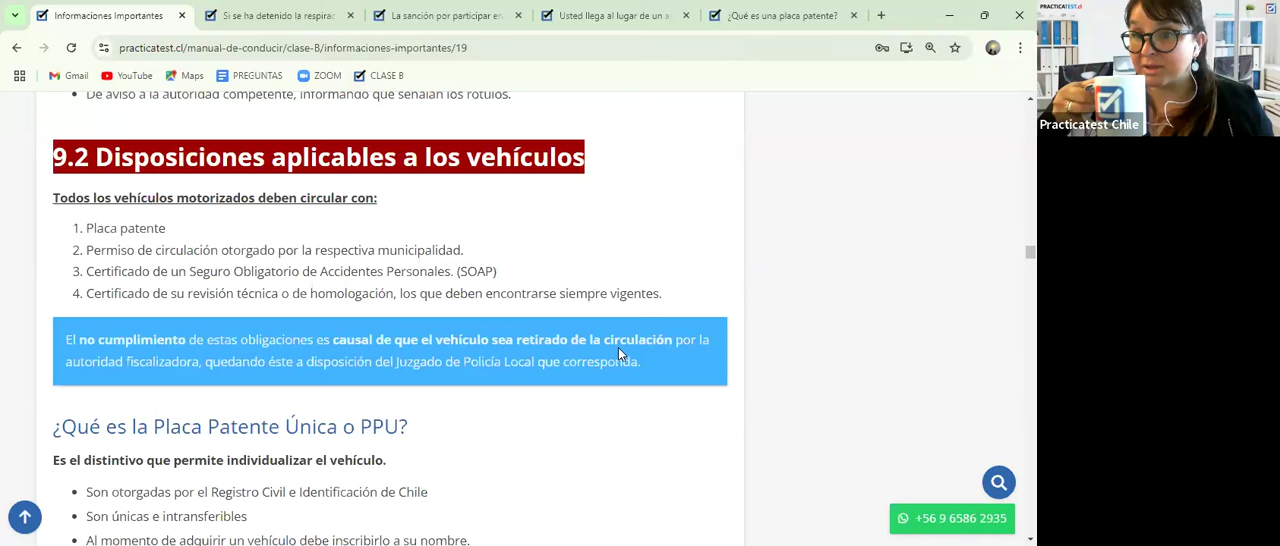 Informaciones Importantes
Si se ha detenido la respirac
La sanción por participar en
Usted llega al lugar de un a
¿Qué es una placa patente?
practicatest.cl/manual-de-conducir/clase-B/informaciones-importantes/19
Gmail
YouTube
Maps
PREGUNTAS
ZOOM
CLASE B
PRACTICATEST.cl
Practicatest Chile
De aviso a la autoridad competente, informando que señalan los rótulos.
9.2 Disposiciones aplicables a los vehículos
Todos los vehículos motorizados deben circular con:
1. Placa patente
2. Permiso de circulación otorgado por la respectiva municipalidad.
3. Certificado de un Seguro Obligatorio de Accidentes Personales. (SOAP)
4. Certificado de su revisión técnica o de homologación, los que deben encontrarse siempre vigentes.
El no cumplimiento de estas obligaciones es causal de que el vehículo sea retirado de la circulación por la
autoridad fiscalizadora, quedando éste a disposición del Juzgado de Policía Local que corresponda.
¿Qué es la Placa Patente Única o PPU?
Es el distintivo que permite individualizar el vehículo.
Son otorgadas por el Registro Civil e Identificación de Chile
Son únicas e intransferibles
Al momento de adquirir un vehículo debe inscribirlo a su nombre.
+56 9 6586 2935